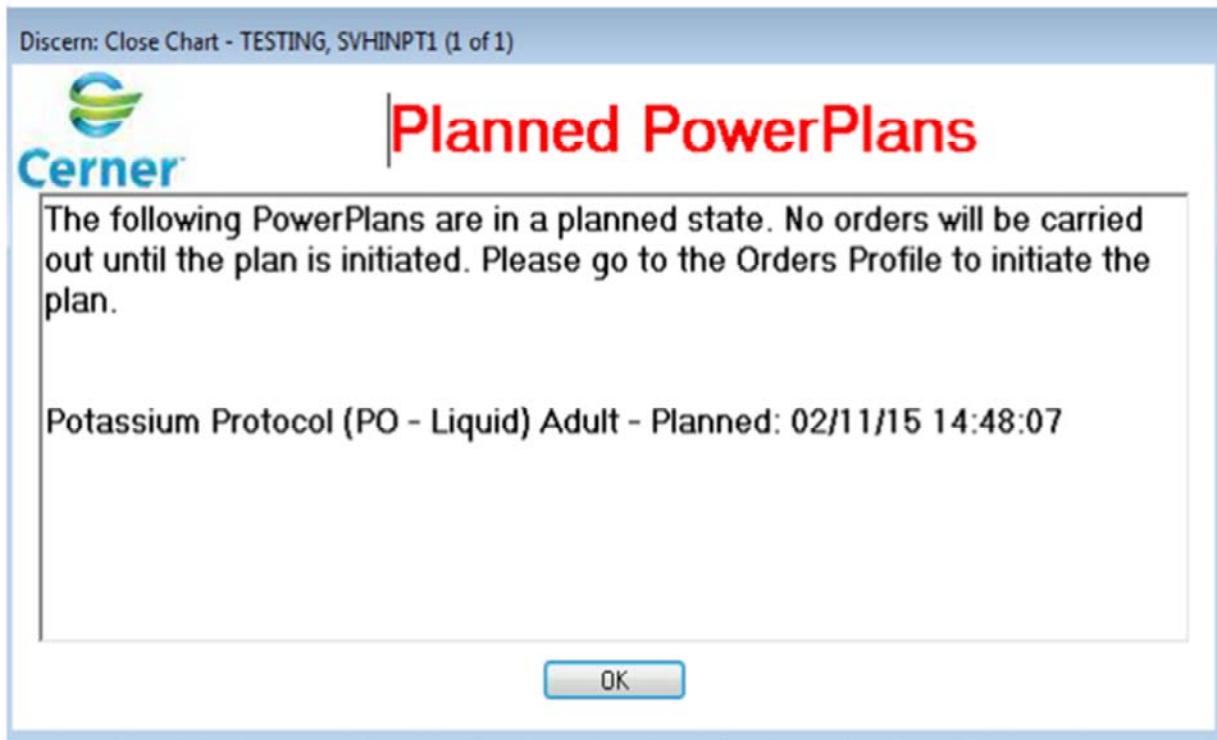 Discern: Close Chart - TESTING, SVHINPT1 (1 of 1)
Cerner
Planned PowerPlans
The following PowerPlans are in a planned state. No orders will be carried
out until the plan is initiated. Please go to the Orders Profile to initiate the
plan.
Potassium Protocol (PO - Liquid) Adult - Planned: 02/11/15 14:48:07
OK